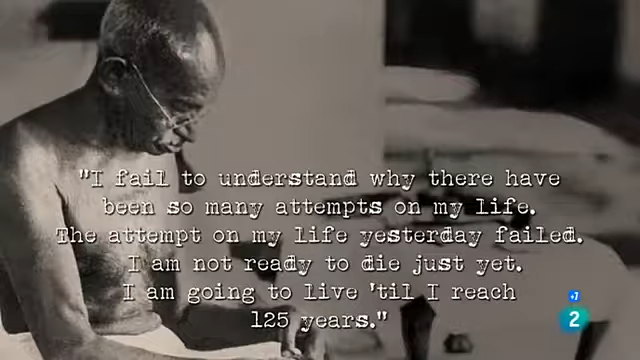 "I fail to understand why there have
been so many attempts on my life.
The attempt on my life yesterday failed.
I am not ready to die just yet.
I am going to live 'til I reach
125 years."
+7
2